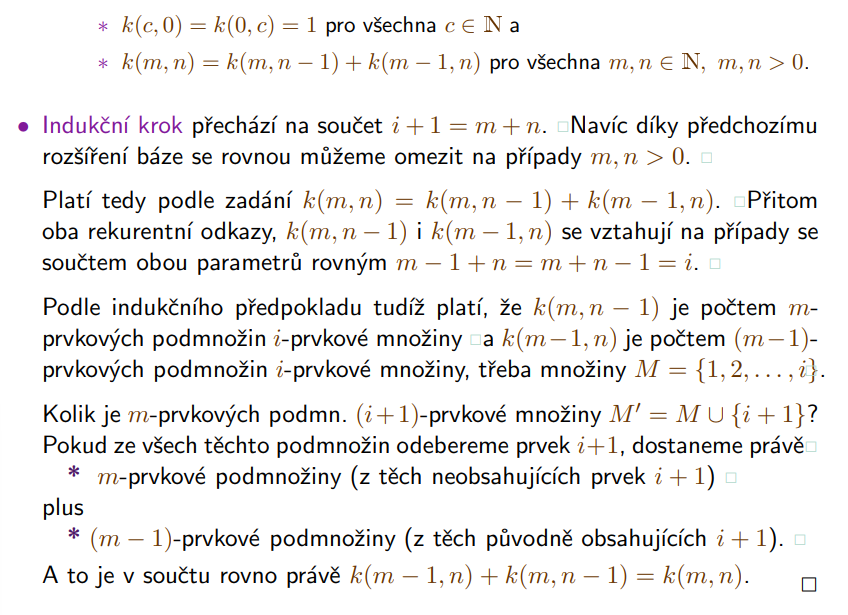 * k(c, 0) = k(0, c) = 1 pro všechna c ∈ ℕ a
* k(m, n) = k(m, n − 1) + k(m − 1, n) pro všechna m, n ∈ ℕ, m, n > 0.
• Indukční krok přechází na součet i + 1 = m + n. □Navíc díky předchozímu
rozšíření báze se rovnou můžeme omezit na případy m, n > 0. □
Platí tedy podle zadání k(m, n) = k(m, n − 1) + k(m − 1, n). □Přitom
oba rekurentní odkazy, k(m, n − 1) i k(m − 1, n) se vztahují na případy se
součtem obou parametrů rovným m − 1 + n = m + n − 1 = i. □
Podle indukčního předpokladu tudíž platí, že k(m, n − 1) je počtem m-
prvkových podmnožin i-prvkové množiny □a k(m−1, n) je počtem (m−1)-
prvkových podmnožin i-prvkové množiny, třeba množiny M = {1, 2, . . . , i}.
Kolik je m-prvkových podmn. (i+1)-prvkové množiny M′ = M ∪ {i + 1}?
Pokud ze všech těchto podmnožin odebereme prvek i+1, dostaneme právě□
* m-prvkové podmnožiny (z těch neobsahujících prvek i + 1) □
plus
* (m − 1)-prvkové podmnožiny (z těch původně obsahujících i + 1). □
A to je v součtu rovno právě k(m − 1, n) + k(m, n − 1) = k(m, n). □